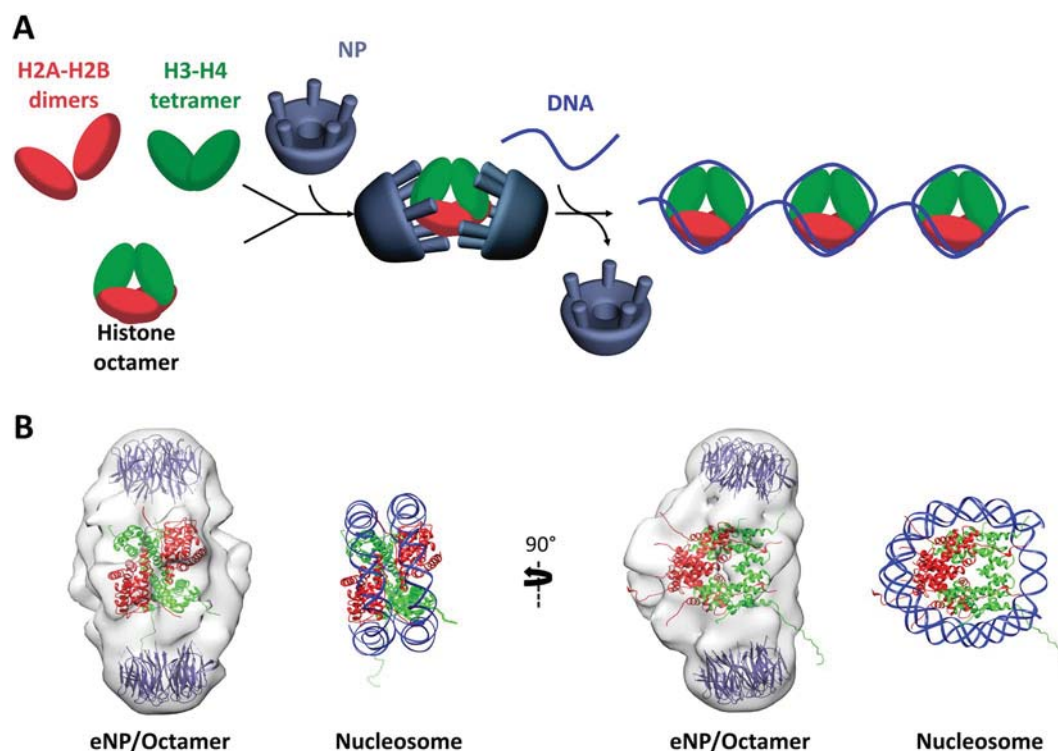 A
NP
H2A-H2B
dimers
H3-H4
tetramer
DNA
Histone
octamer
B
90°
eNP/Octamer
Nucleosome
eNP/Octamer
Nucleosome